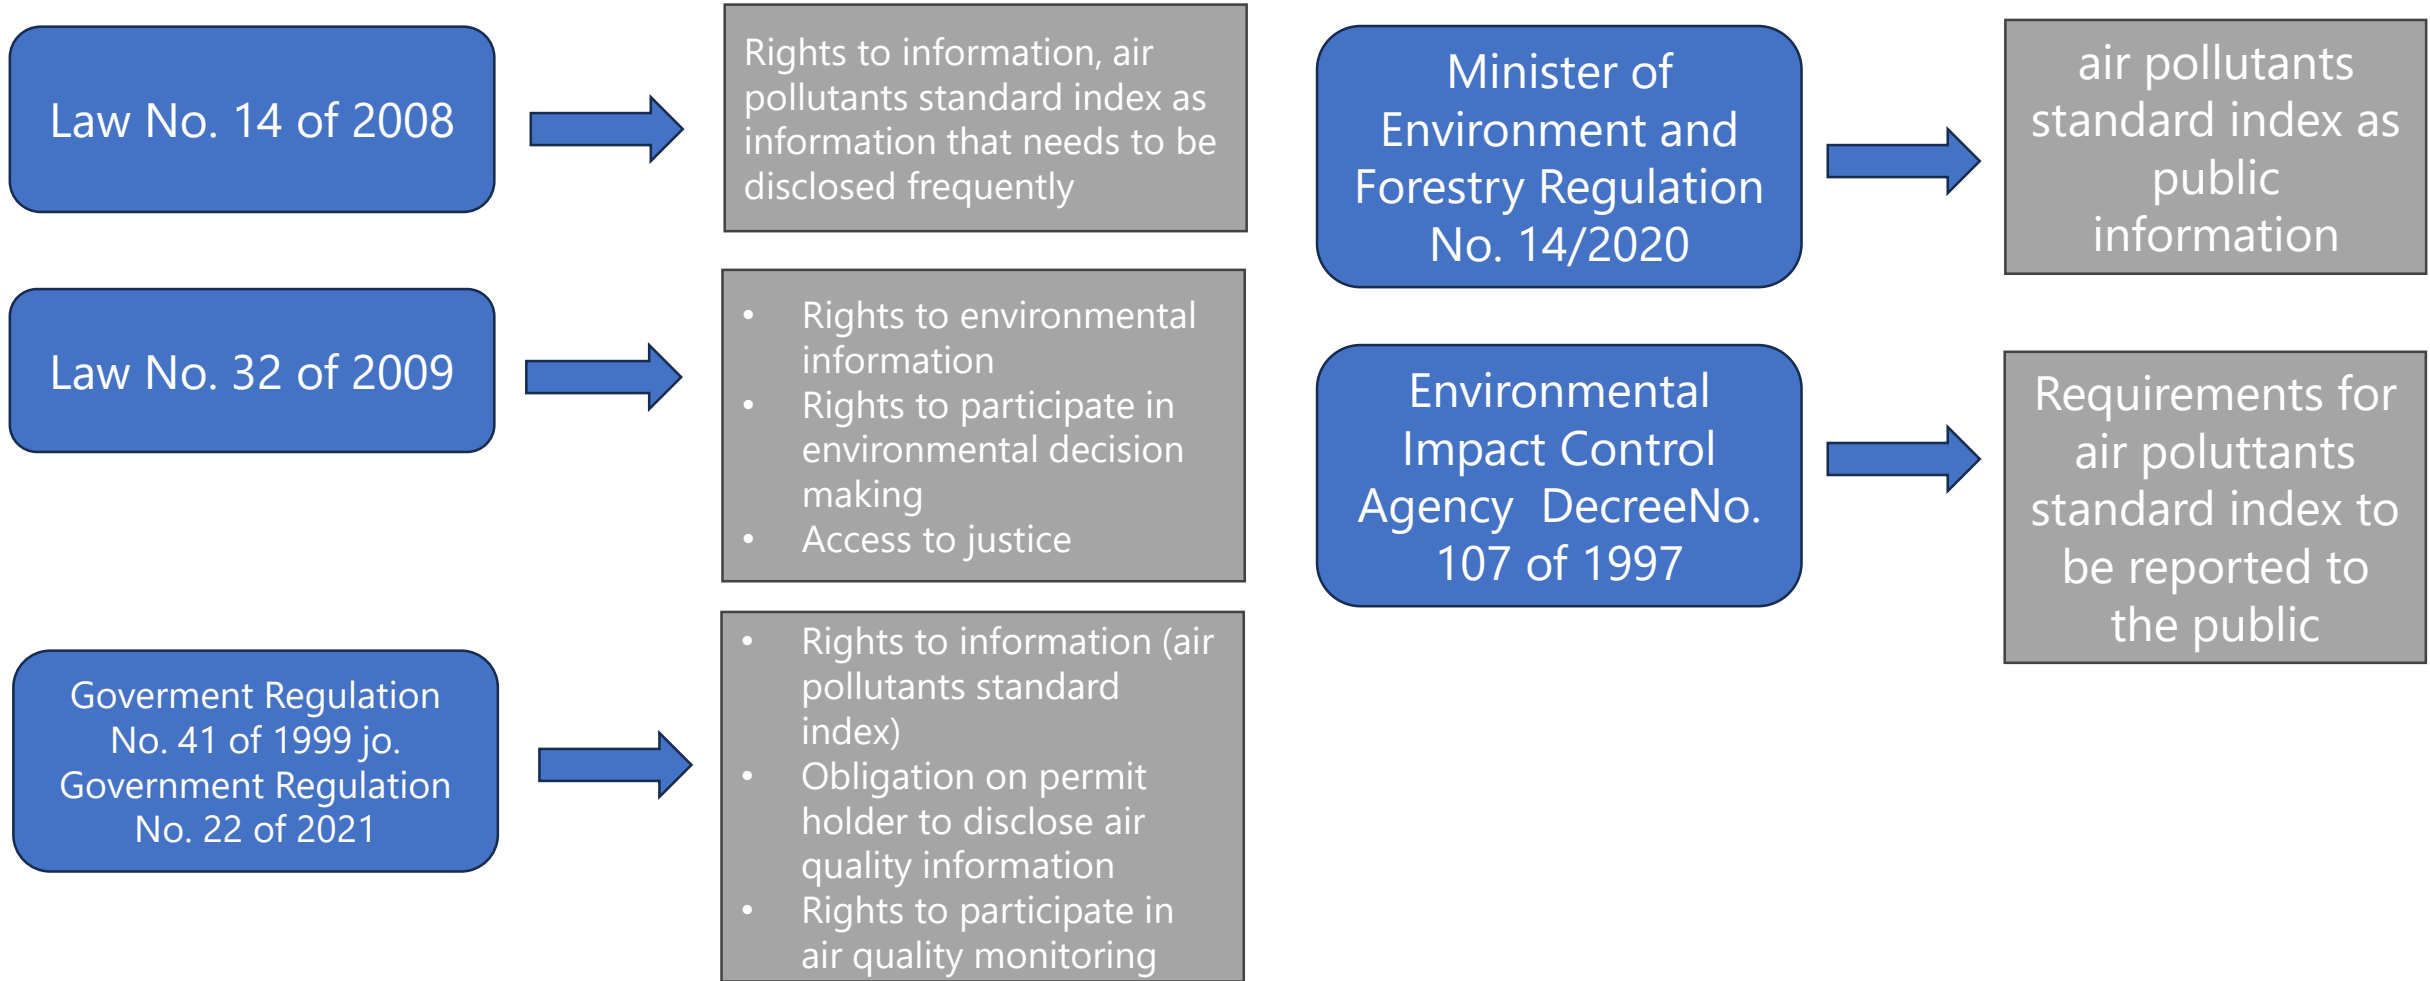 Law No. 14 of 2008
Rights to information, air
pollutants standard index as
information that needs to be
disclosed frequently
Law No. 32 of 2009
• Rights to environmental
information
• Rights to participate in
environmental decision
making
• Access to justice
Goverment Regulation
No. 41 of 1999 jo.
Government Regulation
No. 22 of 2021
• Rights to information (air
pollutants standard
index)
• Obligation on permit
holder to disclose air
quality information
• Rights to participate in
air quality monitoring
Minister of
Environment and
Forestry Regulation
No. 14/2020
air pollutants
standard index as
public
information
Environmental
Impact Control
Agency  DecreeNo.
107 of 1997
Requirements for
air poluttants
standard index to
be reported to
the public